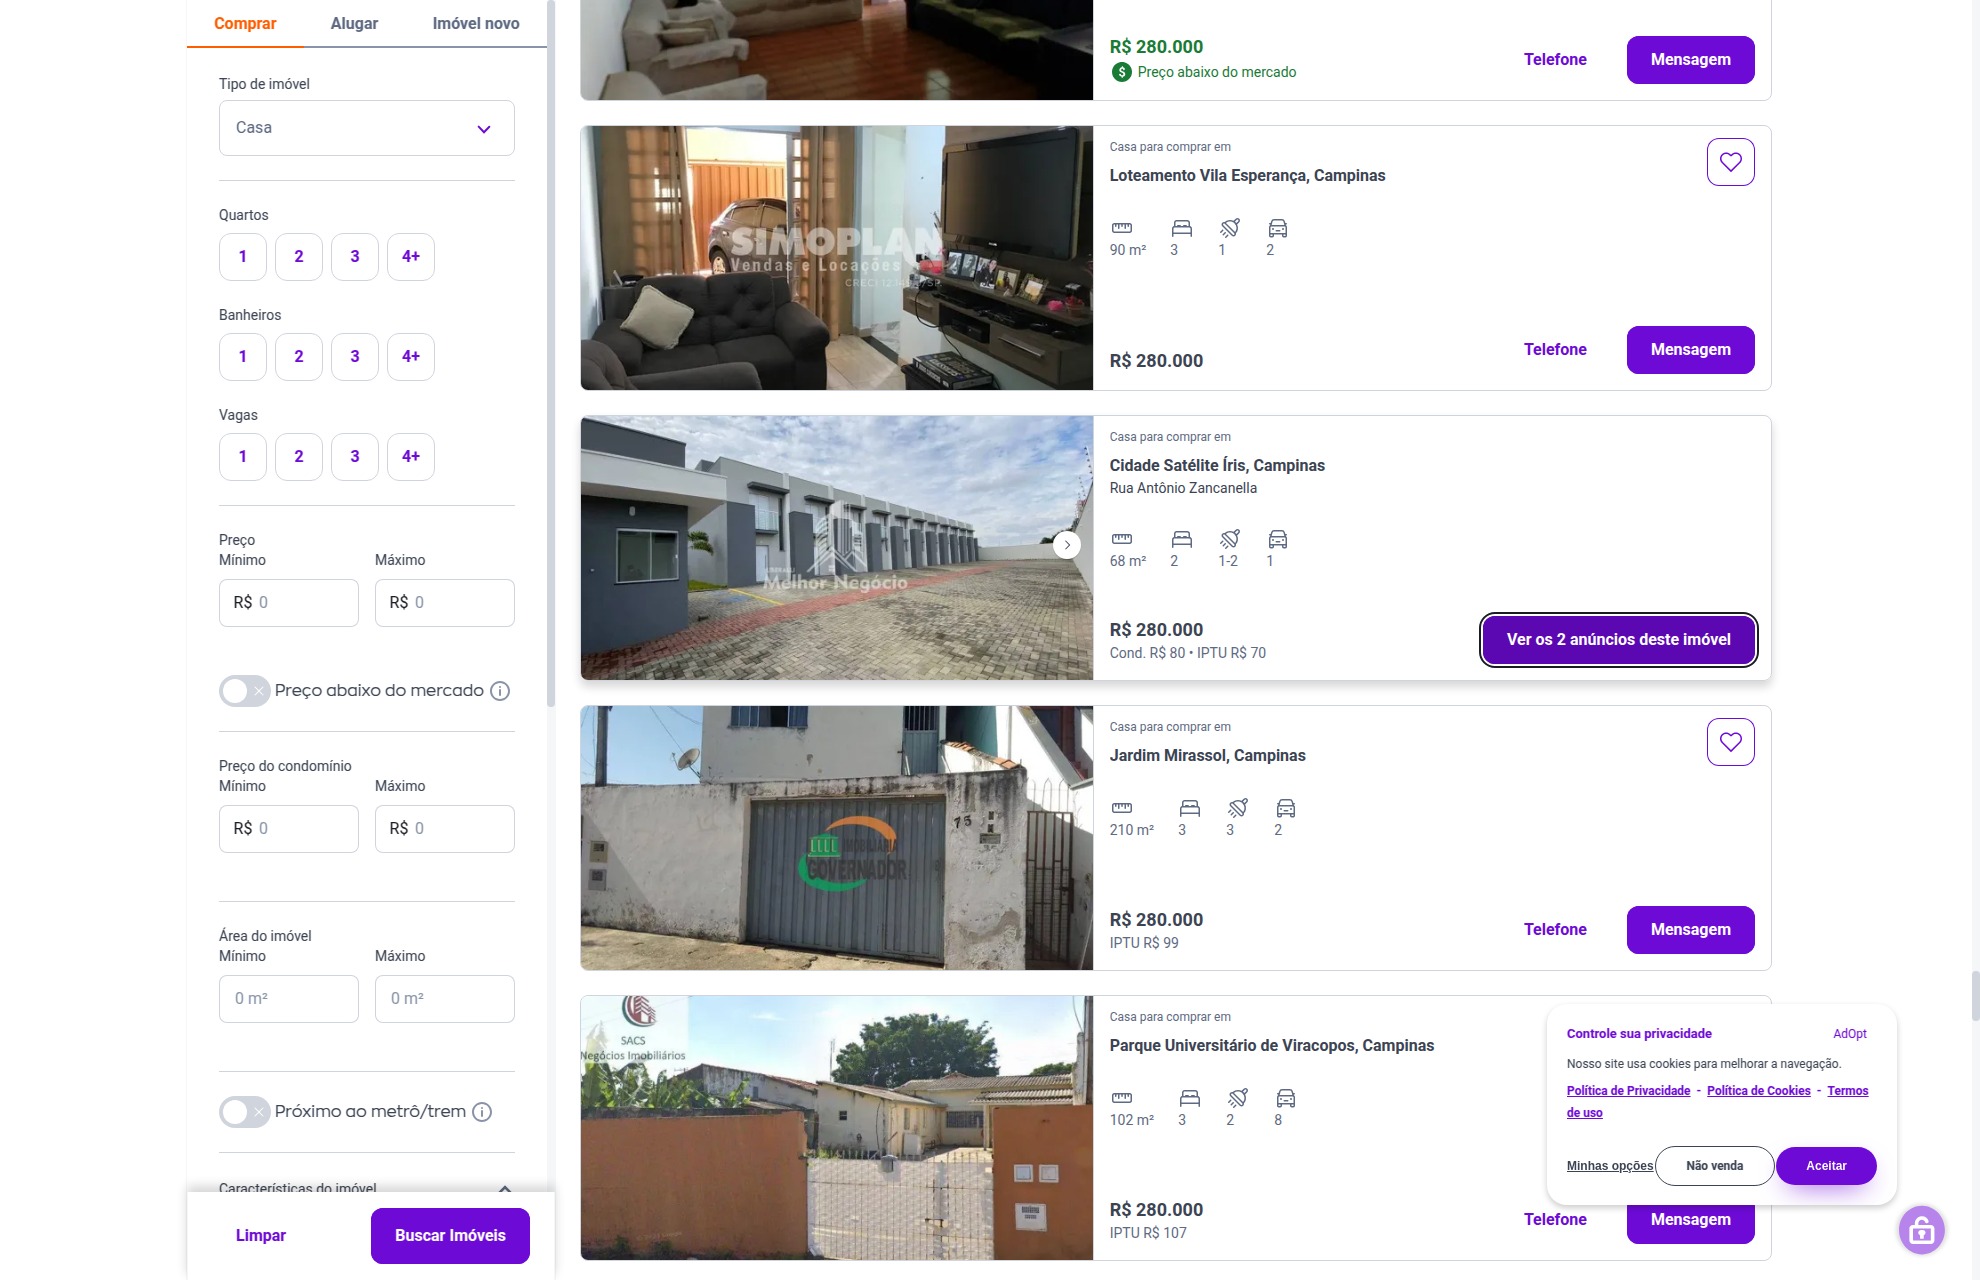 Comprar
Alugar
Imóvel novo
Tipo de imóvel
Casa
Quartos
1
2
3
4+
Banheiros
1
2
3
4+
Vagas
1
2
3
4+
Preço
Mínimo
Máximo
R$ 0
R$ 0
Preço abaixo do mercado
Preço do condomínio
Mínimo
Máximo
R$ 0
R$ 0
Área do imóvel
Mínimo
Máximo
0 m²
0 m²
Próximo ao metrô/trem
Características do imóvel
Limpar
Buscar Imóveis
R$ 280.000
Preço abaixo do mercado
Telefone
Mensagem
SIMOPLAN
Vendas e Locações
Casa para comprar em
Loteamento Vila Esperança, Campinas
90 m²
3
1
2
R$ 280.000
Telefone
Mensagem
Melhor Negócio
Casa para comprar em
Cidade Satélite Íris, Campinas
Rua Antônio Zancanella
68 m²
2
1-2
1
R$ 280.000
Cond. R$ 80 • IPTU R$ 70
Ver os 2 anúncios deste imóvel
75
IMOBILIÁRIA
GOVERNADOR
Casa para comprar em
Jardim Mirassol, Campinas
210 m²
3
3
2
R$ 280.000
IPTU R$ 99
Telefone
Mensagem
SACS
Negócios Imobiliários
Casa para comprar em
Parque Universitário de Viracopos, Campinas
102 m²
3
2
8
R$ 280.000
IPTU R$ 107
Telefone
Mensagem
Controle sua privacidade
AdOpt
Nosso site usa cookies para melhorar a navegação.
Política de Privacidade - Política de Cookies - Termos
de uso
Minhas opções
Não venda
Aceitar